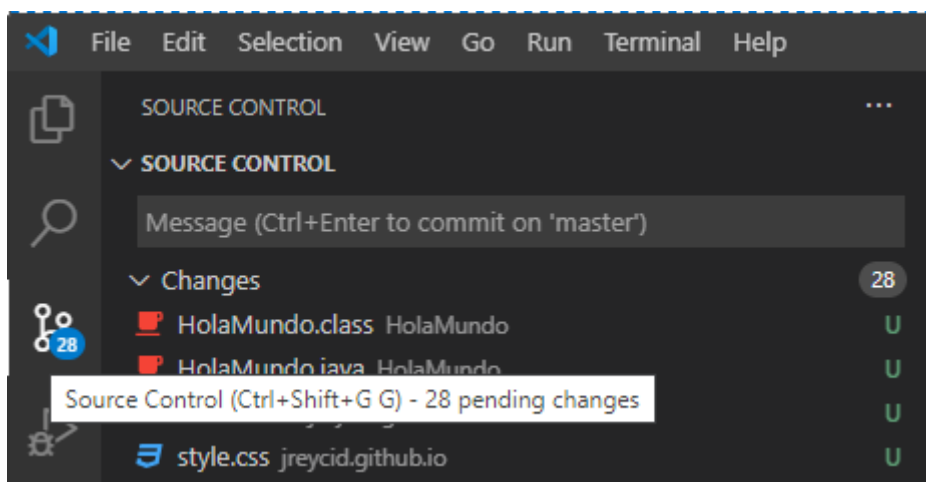 File Edit Selection View Go Run Terminal Help
SOURCE CONTROL ...
SOURCE CONTROL
Message (Ctrl+Enter to commit on 'master')
Changes 28
HolaMundo.class HolaMundo U
28
HolaMundo.java HolaMundo U
Source Control (Ctrl+Shift+G G) - 28 pending changes
U
style.css jreycid.github.io U